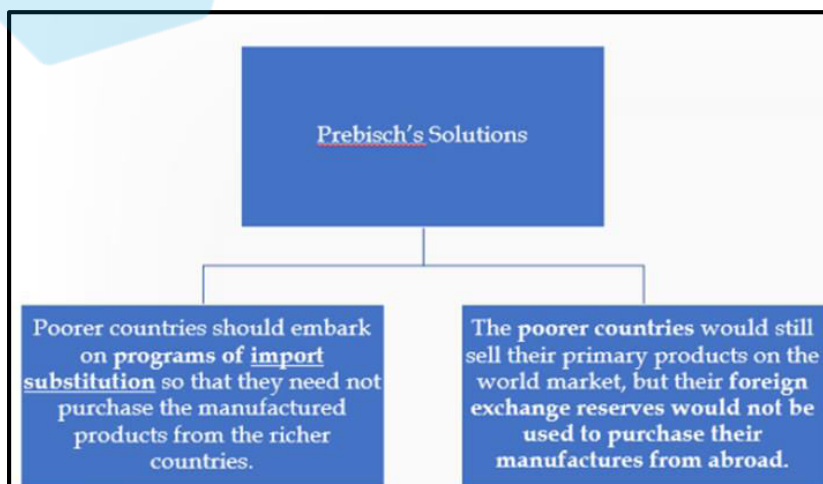 Prebisch's Solutions
Poorer countries should embark
on programs of import
substitution so that they need not
purchase the manufactured
products from the richer
countries.
The poorer countries would still
sell their primary products on the
world market, but their foreign
exchange reserves would not be
used to purchase their
manufactures from abroad.